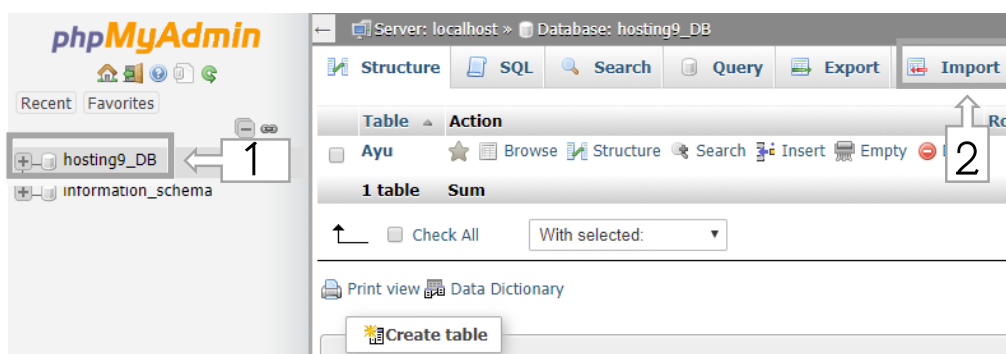 phpMyAdmin
Recent Favorites
hosting9_DB
1
information_schema
← Server: localhost » Database: hosting9_DB
Structure SQL Search Query Export Import
2
Table Action
Ayu Browse Structure Search Insert Empty
1 table Sum
Check All With selected:
Print view Data Dictionary
Create table